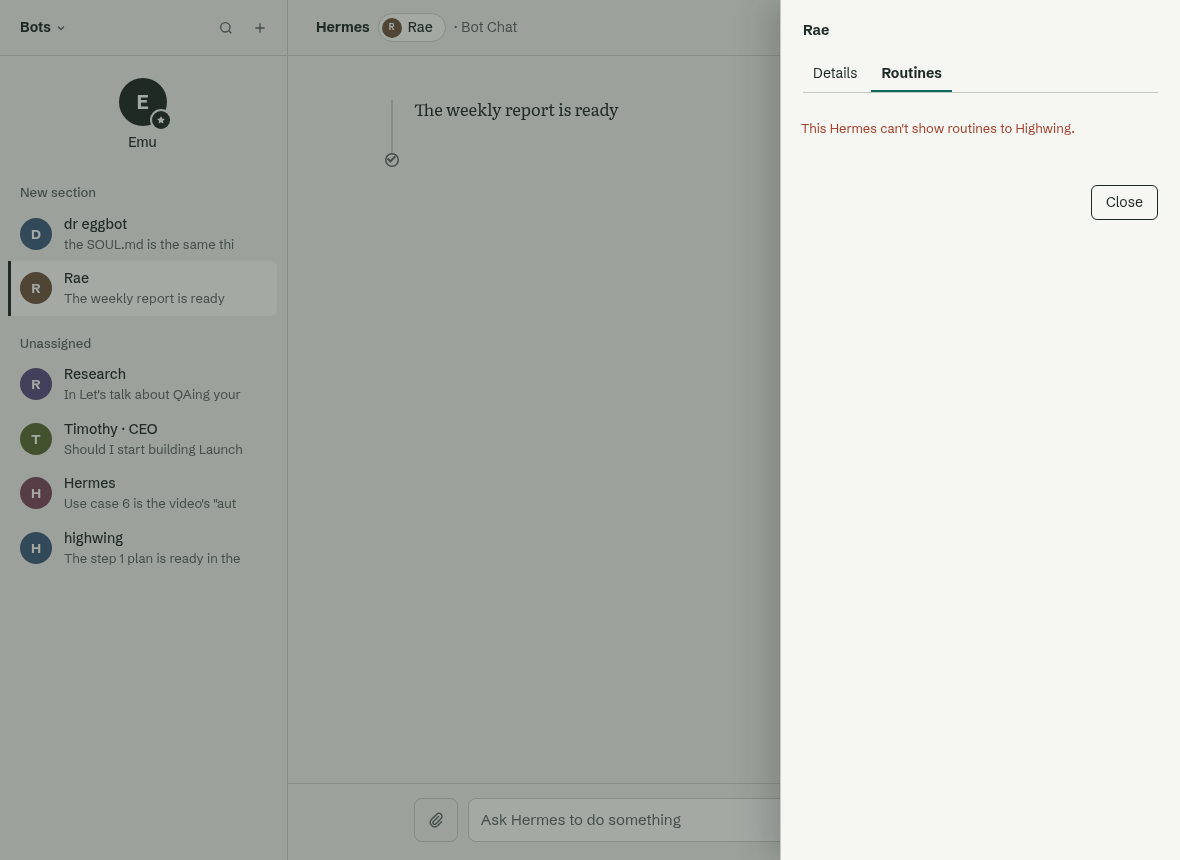 Bots
E
Emu
New section
D
dr eggbot
the SOUL.md is the same thi
R
Rae
The weekly report is ready
Unassigned
R
Research
In Let's talk about QAing your
T
Timothy · CEO
Should I start building Launch
H
Hermes
Use case 6 is the video's "aut
H
highwing
The step 1 plan is ready in the
Hermes R Rae · Bot Chat
The weekly report is ready
Ask Hermes to do something
Rae
Details Routines
This Hermes can't show routines to Highwing.
Close